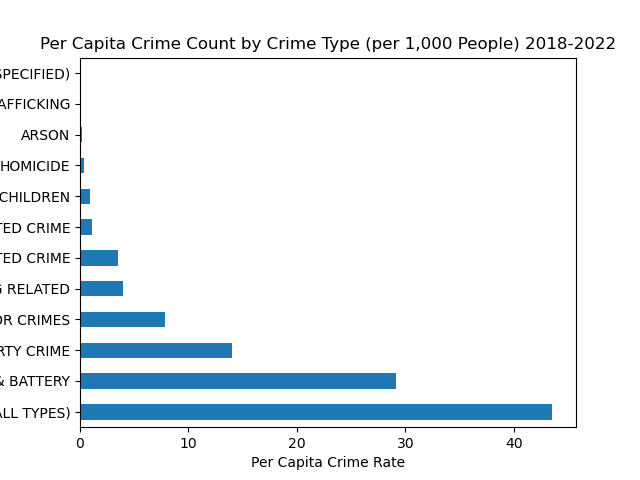 Per Capita Crime Count by Crime Type (per 1,000 People) 2018-2022
SPECIFIED)
AFFICKING
ARSON
HOMICIDE
CHILDREN
TED CRIME
TED CRIME
G RELATED
OR CRIMES
RTY CRIME
& BATTERY
ALL TYPES)
0 10 20 30 40
Per Capita Crime Rate